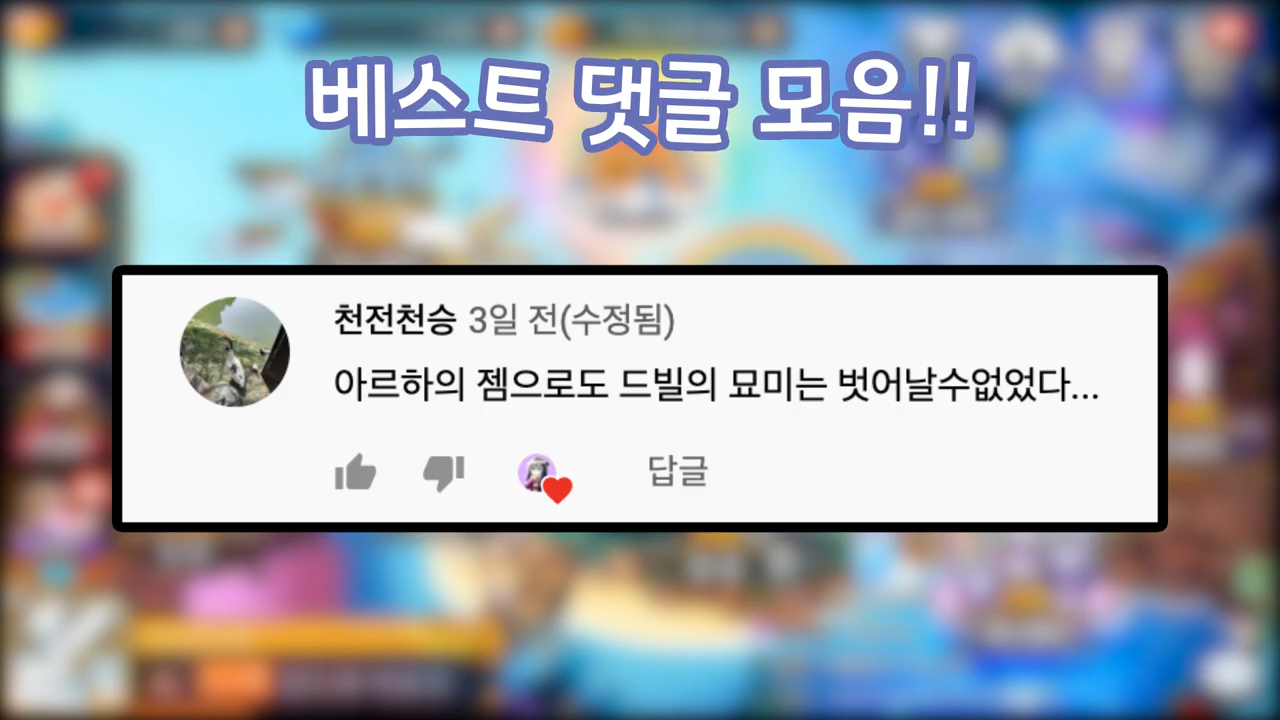 베스트 댓글 모음!!
천전천승 3일 전(수정됨)
아르하의 젬으로도 드빌의 묘미는 벗어날수없었다...
답글